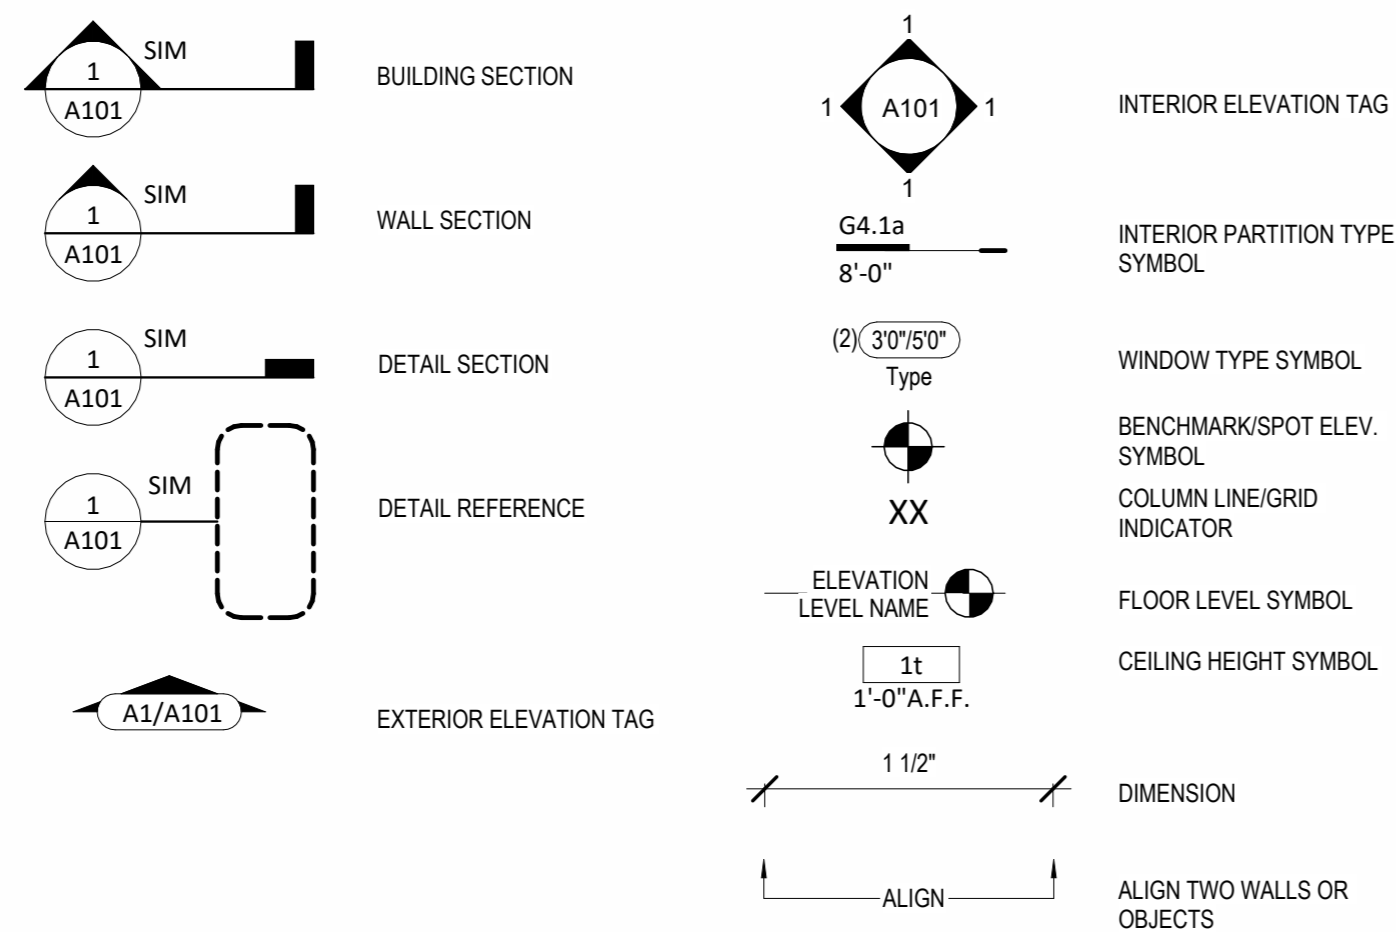 SIM
1
A101
BUILDING SECTION
SIM
1
A101
WALL SECTION
SIM
1
A101
DETAIL SECTION
SIM
1
A101
DETAIL REFERENCE
A1/A101
EXTERIOR ELEVATION TAG
1
1 A101 1
1
INTERIOR ELEVATION TAG
G4.1a
8'-0"
INTERIOR PARTITION TYPE
SYMBOL
(2) 3'0"/5'0"
Type
WINDOW TYPE SYMBOL
BENCHMARK/SPOT ELEV.
SYMBOL
XX
COLUMN LINE/GRID
INDICATOR
ELEVATION
LEVEL NAME
FLOOR LEVEL SYMBOL
1t
1'-0"A.F.F.
CEILING HEIGHT SYMBOL
1 1/2"
DIMENSION
ALIGN
ALIGN TWO WALLS OR
OBJECTS